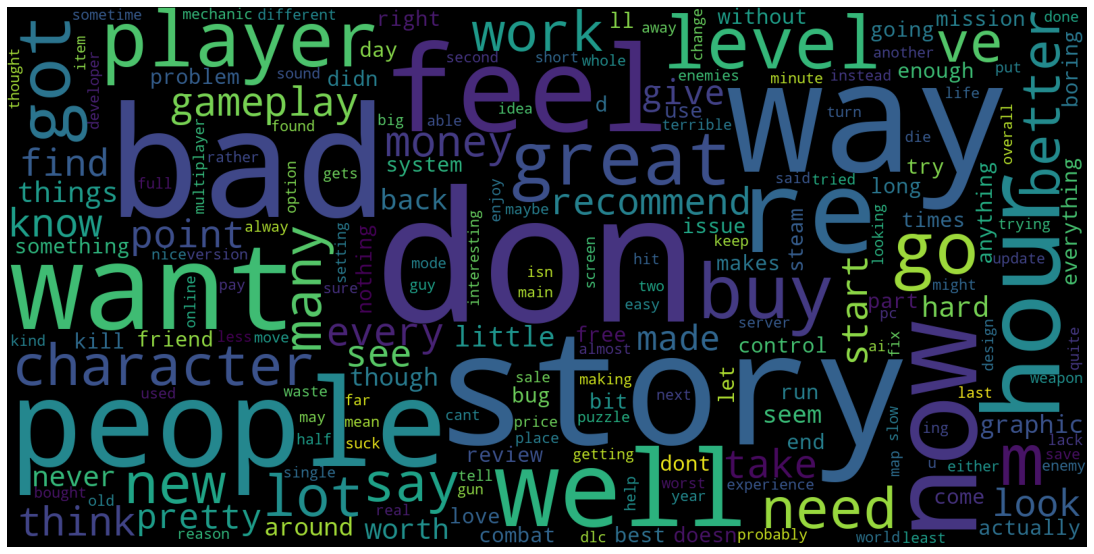 sometime
mechanic
different
right
work
ll
away
change
without
going
mission
done
thought
item
got
player
day
second
short
whole
level
another
ve
put
boring
developer
problem
sound
didn
feel
d
give
enemies
minute
instead
enough
life
gameplay
found
big
able
idea
use
terrible
way
turn
die
overall
hour
better
find
bad
rather
multiplayer
option
money
great
said
tried
try
things
full
gets
system
enjoy
maybe
re
long
looking
anything
trying
everything
know
back
recommend
issue
steam
times
something
nice
version
alway
point
many
setting
nothing
don
interesting
mode
guy
isn
main
screen
hit
two
easy
keep
makes
go
update
might
want
online
pay
sure
buy
start
part
pc
hard
kind
kill
less
move
friend
every
little
free
almost
made
server
control
ai
fix
design
quite
character
used
see
though
story
sale
making
let
run
now
weapon
waste
far
bug
bit
next
seem
last
people
may
mean
cant
price
puzzle
place
end
slow
map
ing
graphic
half
suck
review
well
getting
dont
take
u
m
lack
save
enemy
never
new
lot
single
say
tell
gun
help
worst
year
experience
need
either
come
look
bought
old
real
think
pretty
reason
around
worth
love
combat
dlc
best
doesn
probably
world
least
actually